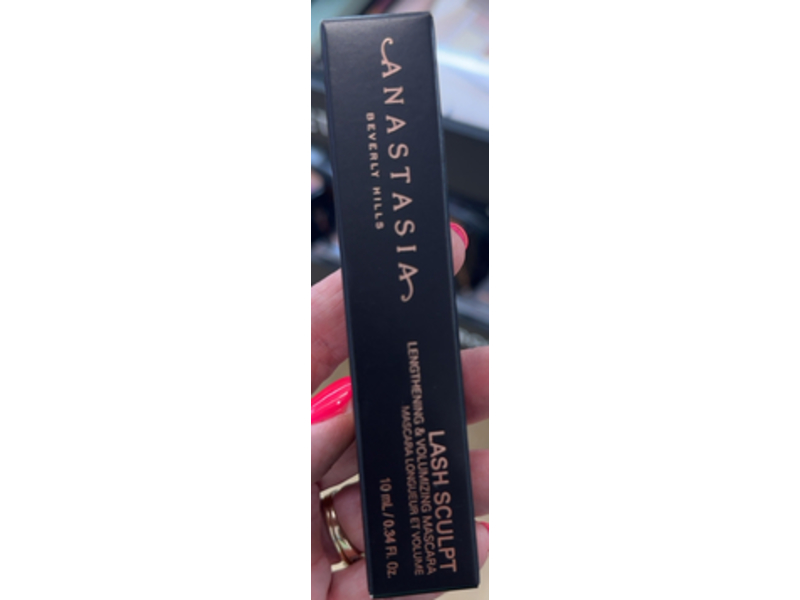 ANASTASIA
BEVERLY HILLS
LASH SCULPT
LENGTHENING & VOLUMIZING MASCARA
MASCARA LONGUEUR ET VOLUME
10 mL / 0.34 Fl. Oz.